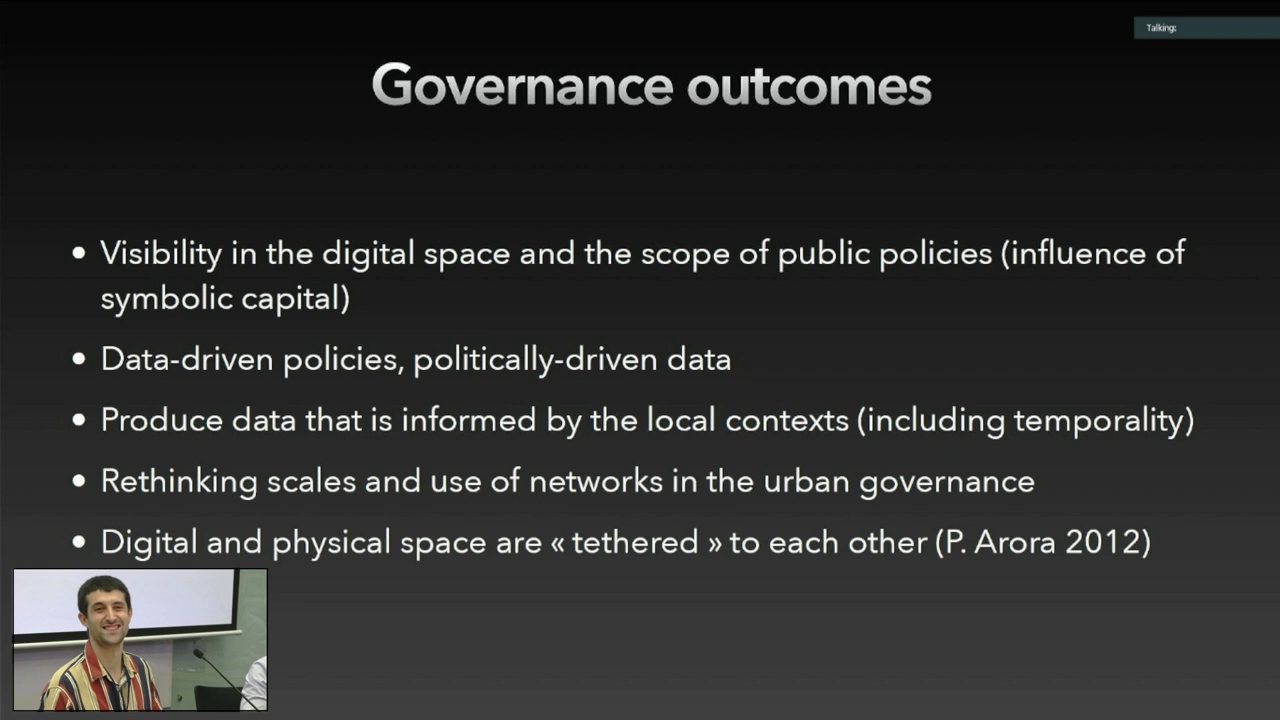 Talking:
Governance outcomes
• Visibility in the digital space and the scope of public policies (influence of
symbolic capital)
• Data-driven policies, politically-driven data
• Produce data that is informed by the local contexts (including temporality)
• Rethinking scales and use of networks in the urban governance
• Digital and physical space are « tethered » to each other (P. Arora 2012)